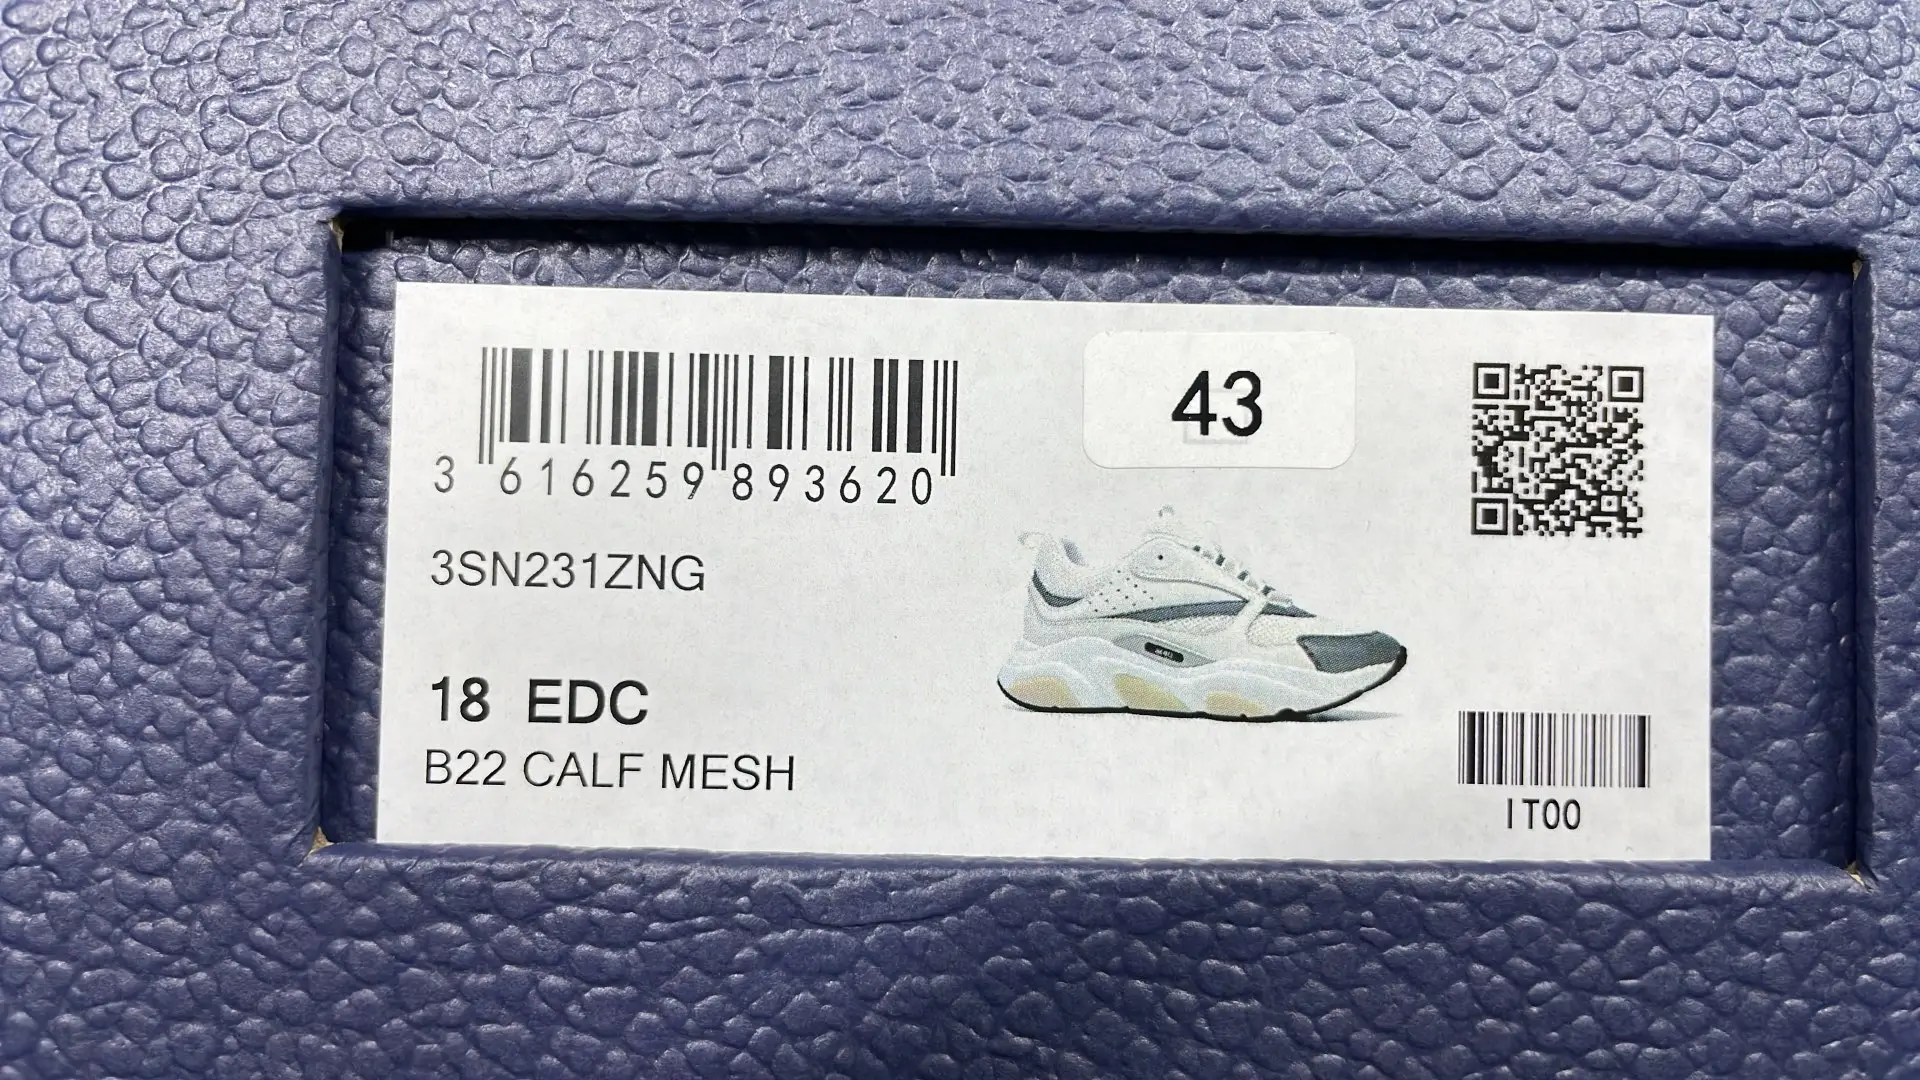 43
3 616259 893620
3SN231ZNG
18 EDC
B22 CALF MESH
IT00